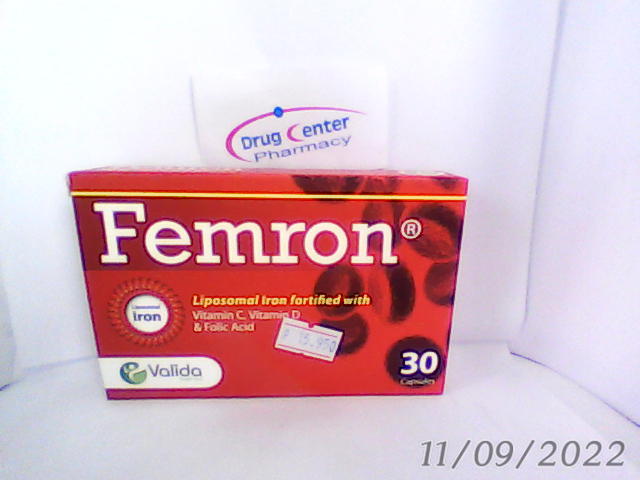 Drug Center
Pharmacy
Femron®
Liposomal Iron fortified with
Vitamin C, Vitamin D
& Folic Acid
Liposomal
iron
Valida
30
Capsules
11/09/2022